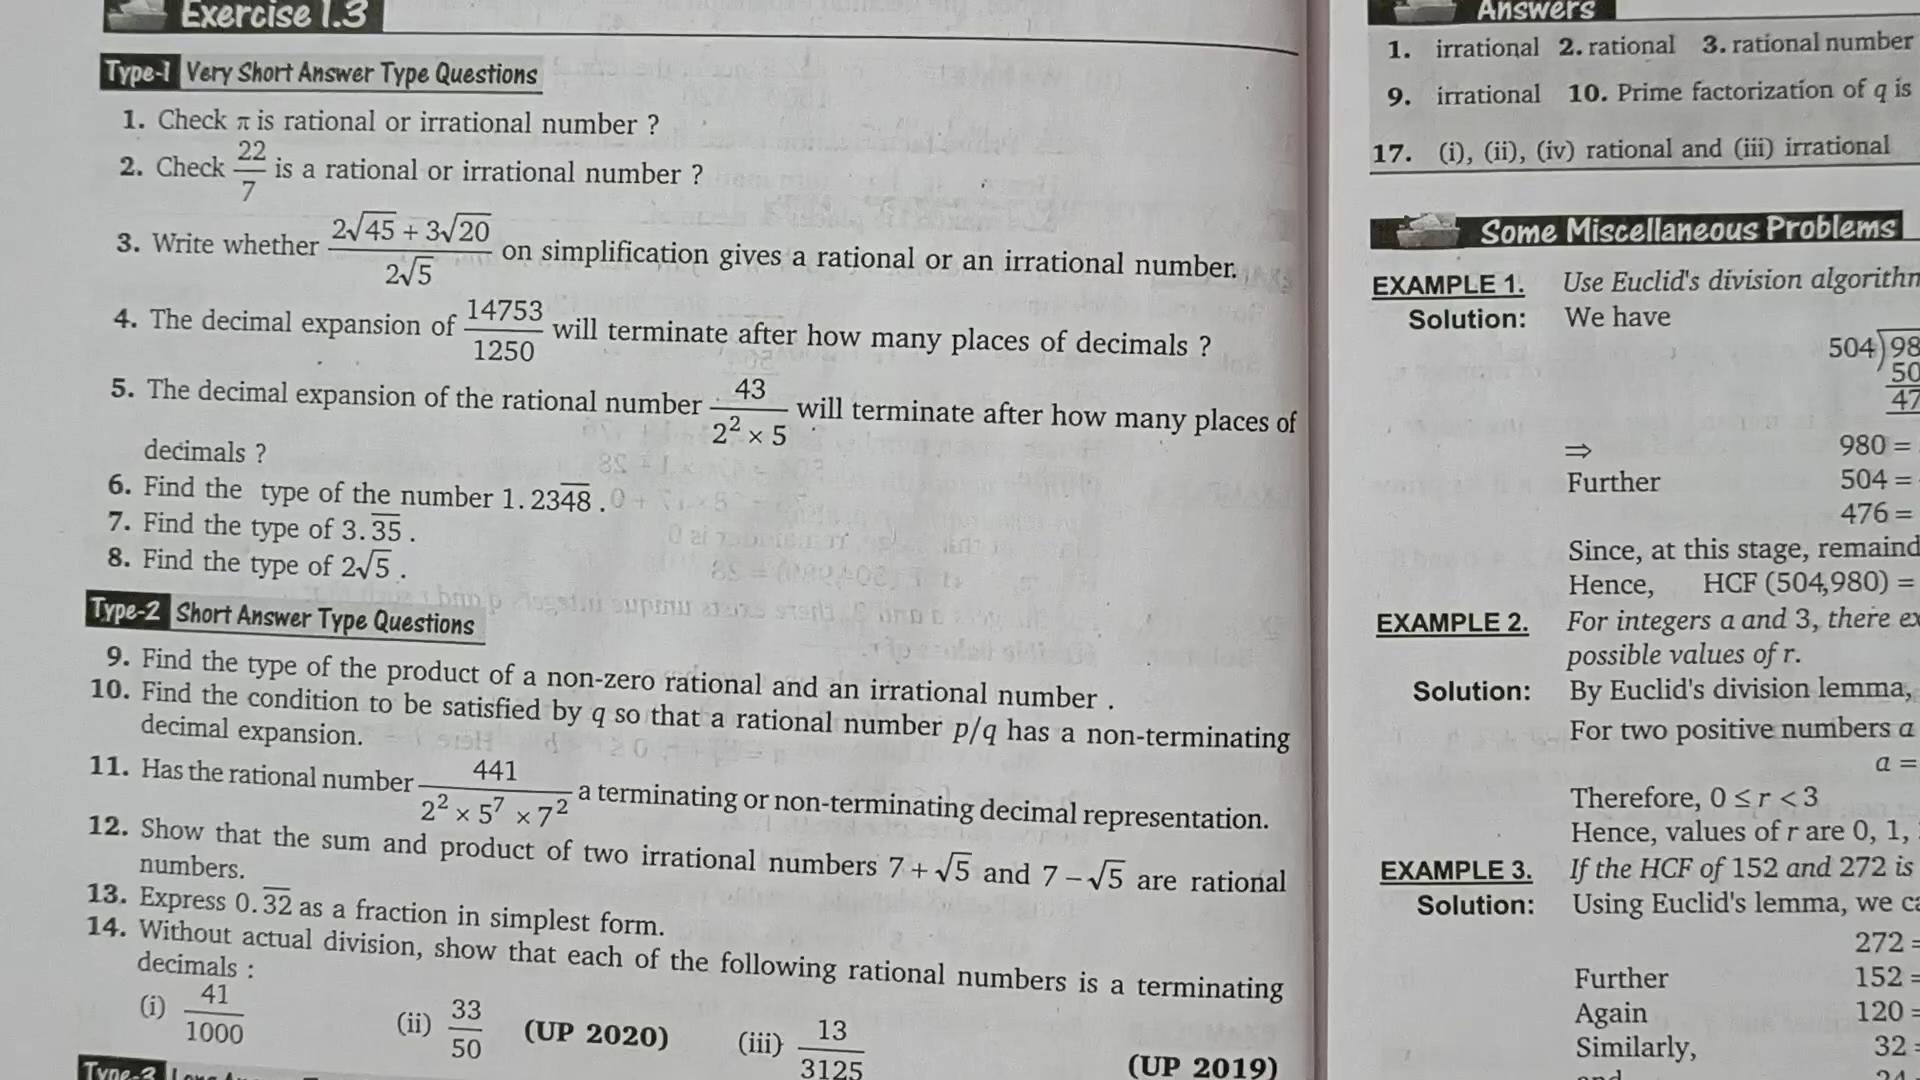 Exercise 1.3
Type-1 Very Short Answer Type Questions
1. Check π is rational or irrational number ?
2. Check 22/7 is a rational or irrational number ?
3. Write whether (2√45 + 3√20)/(2√5) on simplification gives a rational or an irrational number.
4. The decimal expansion of 14753/1250 will terminate after how many places of decimals ?
5. The decimal expansion of the rational number 43/(2² × 5) will terminate after how many places of
decimals ?
6. Find the type of the number 1.234̅8̅.
7. Find the type of 3.3̅5̅.
8. Find the type of 2√5.
Type-2 Short Answer Type Questions
9. Find the type of the product of a non-zero rational and an irrational number .
10. Find the condition to be satisfied by q so that a rational number p/q has a non-terminating
decimal expansion.
11. Has the rational number 441/(2² × 5⁷ × 7²) a terminating or non-terminating decimal representation.
12. Show that the sum and product of two irrational numbers 7 + √5 and 7 – √5 are rational
numbers.
13. Express 0.3̅2̅ as a fraction in simplest form.
14. Without actual division, show that each of the following rational numbers is a terminating
decimals :
(i) 41/1000 (ii) 33/50 (UP 2020) (iii) 13/3125 (UP 2019)
Type-3
Answers
1. irrational 2. rational 3. rational number
9. irrational 10. Prime factorization of q is
17. (i), (ii), (iv) rational and (iii) irrational
Some Miscellaneous Problems
EXAMPLE 1. Use Euclid's division
Solution: We have
504)98
50
47
⇒ 980 =
Further 504 =
476 =
Since, at this stage,
Hence, HCF (504,980) =
EXAMPLE 2. For integers a and 3, there
possible values of r.
Solution: By Euclid's division lemma,
For two positive numbers a
a =
Therefore, 0 ≤ r < 3
Hence, values of r are 0, 1,
EXAMPLE 3. If the HCF of 152 and 272 is
Solution: Using Euclid's lemma, we
272 =
Further 152 =
Again 120 =
Similarly, 32 =
and 24